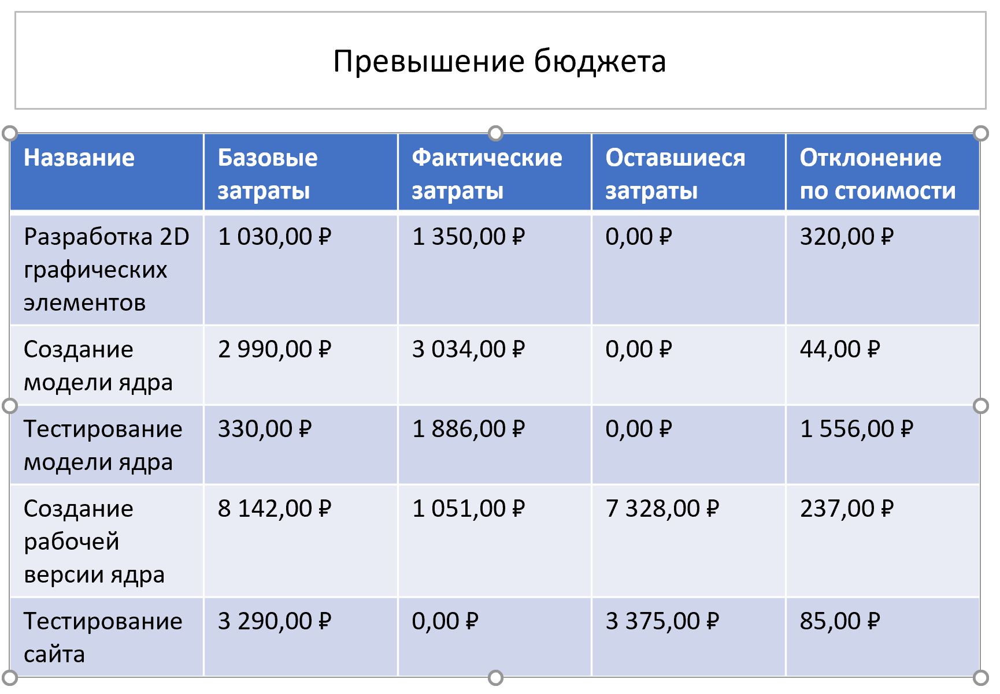 Превышение бюджета
Название
Базовые
затраты
Фактические
затраты
Оставшиеся
затраты
Отклонение
по стоимости
Разработка 2D
графических
элементов
1 030,00 ₽
1 350,00 ₽
0,00 ₽
320,00 ₽
Создание
модели ядра
2 990,00 ₽
3 034,00 ₽
0,00 ₽
44,00 ₽
Тестирование
модели ядра
330,00 ₽
1 886,00 ₽
0,00 ₽
1 556,00 ₽
Создание
рабочей
версии ядра
8 142,00 ₽
1 051,00 ₽
7 328,00 ₽
237,00 ₽
Тестирование
сайта
3 290,00 ₽
0,00 ₽
3 375,00 ₽
85,00 ₽